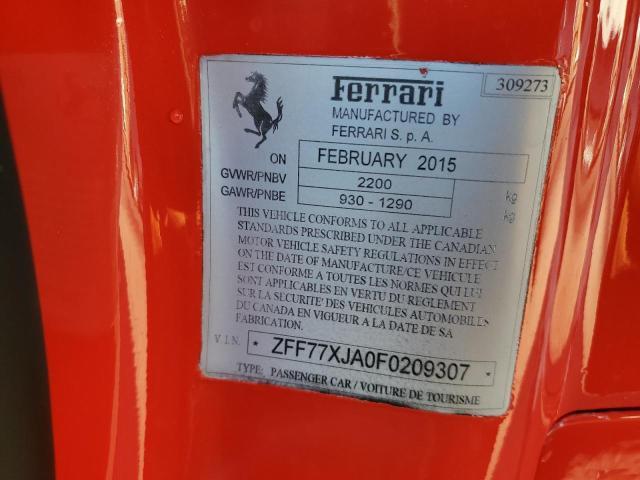 Ferrari
309273
MANUFACTURED BY
FERRARI S. p. A.
ON FEBRUARY 2015
GVWR/PNBV 2200 kg
GAWR/PNBE 930 - 1290 kg
THIS VEHICLE CONFORMS TO ALL APPLICABLE
STANDARDS PRESCRIBED UNDER THE CANADIAN
MOTOR VEHICLE SAFETY REGULATIONS IN EFFECT
ON THE DATE OF MANUFACTURE/CE VEHICULE
EST CONFORME A TOUTES LES NORMES QUI LUI
SONT APPLICABLES EN VERTU DU REGLEMENT
SUR LA SECURITE' DES VEHICULES AUTOMOBILES
DU CANADA EN VIGUEUR A LA DATE DE SA
FABRICATION.
V.I.N. ZFF77XJA0F0209307
TYPE: PASSENGER CAR / VOITURE DE TOURISME